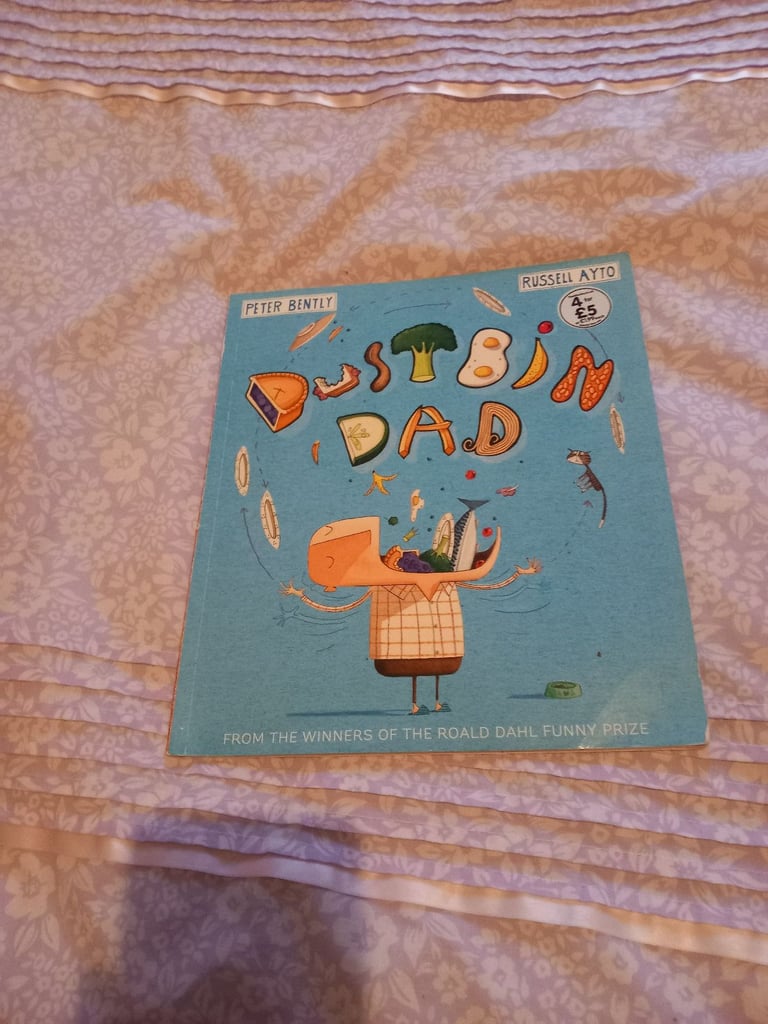 PETER BENTLY
RUSSELL AYTO
4 for
£5
DUSTBIN
DAD
FROM THE WINNERS OF THE ROALD DAHL FUNNY PRIZE